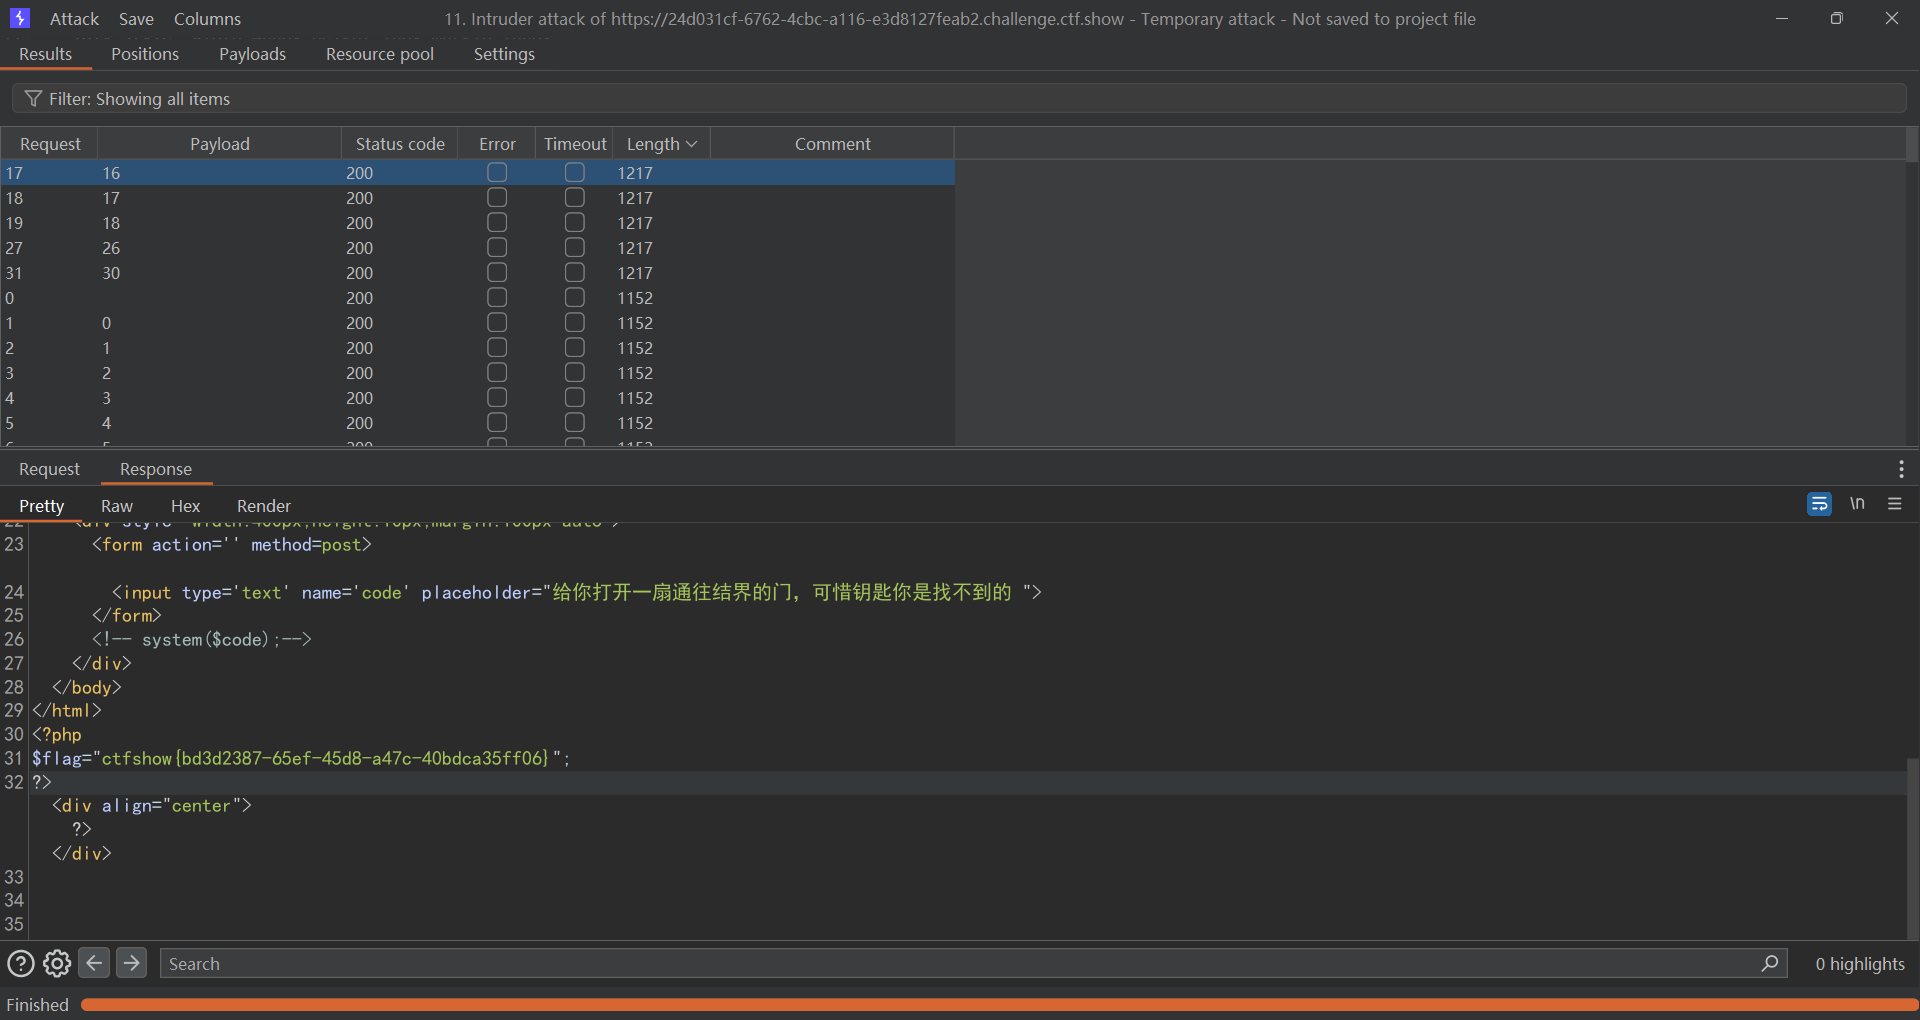 Attack Save Columns 11. Intruder attack of https://24d031cf-6762-4cbc-a116-e3d8127feab2.challenge.ctf.show - Temporary attack - Not saved to project file
Results Positions Payloads Resource pool Settings
Filter: Showing all items
Request Payload Status code Error Timeout Length Comment
17 16 200 1217
18 17 200 1217
19 18 200 1217
27 26 200 1217
31 30 200 1217
0 200 1152
1 0 200 1152
2 1 200 1152
3 2 200 1152
4 3 200 1152
5 4 200 1152
6 5 200 1152
Request Response
Pretty Raw Hex Render \n
23 <form action='' method=post>
24 <input type='text' name='code' placeholder="给你打开一扇通往结界的门，可惜钥匙你是找不到的 ">
25 </form>
26 <!-- system($code);-->
27 </div>
28 </body>
29 </html>
30 <?php
31 $flag="ctfshow{bd3d2387-65ef-45d8-a47c-40bdca35ff06}";
32 ?>
<div align="center">
?>
</div>
33
34
35
Search 0 highlights
Finished